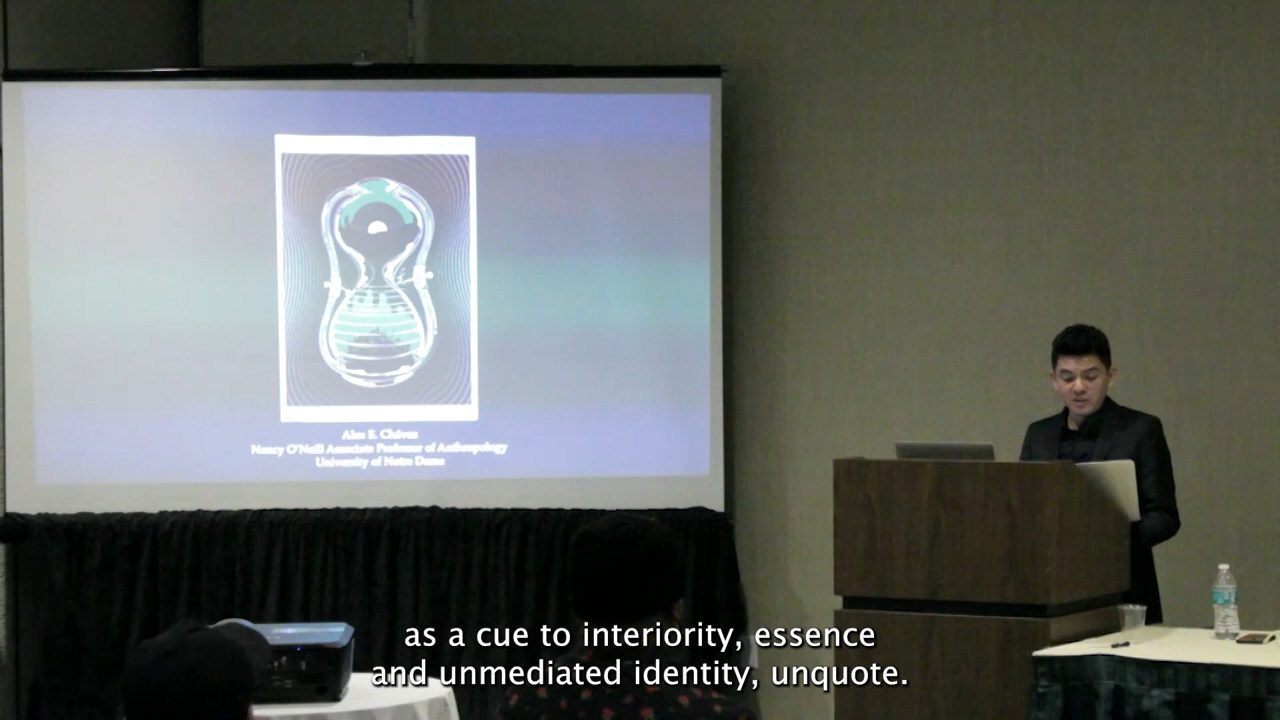 Alex E. Chávez
Nancy O'Neill Associate Professor of Anthropology
University of Notre Dame
as a cue to interiority, essence
and unmediated identity, unquote.